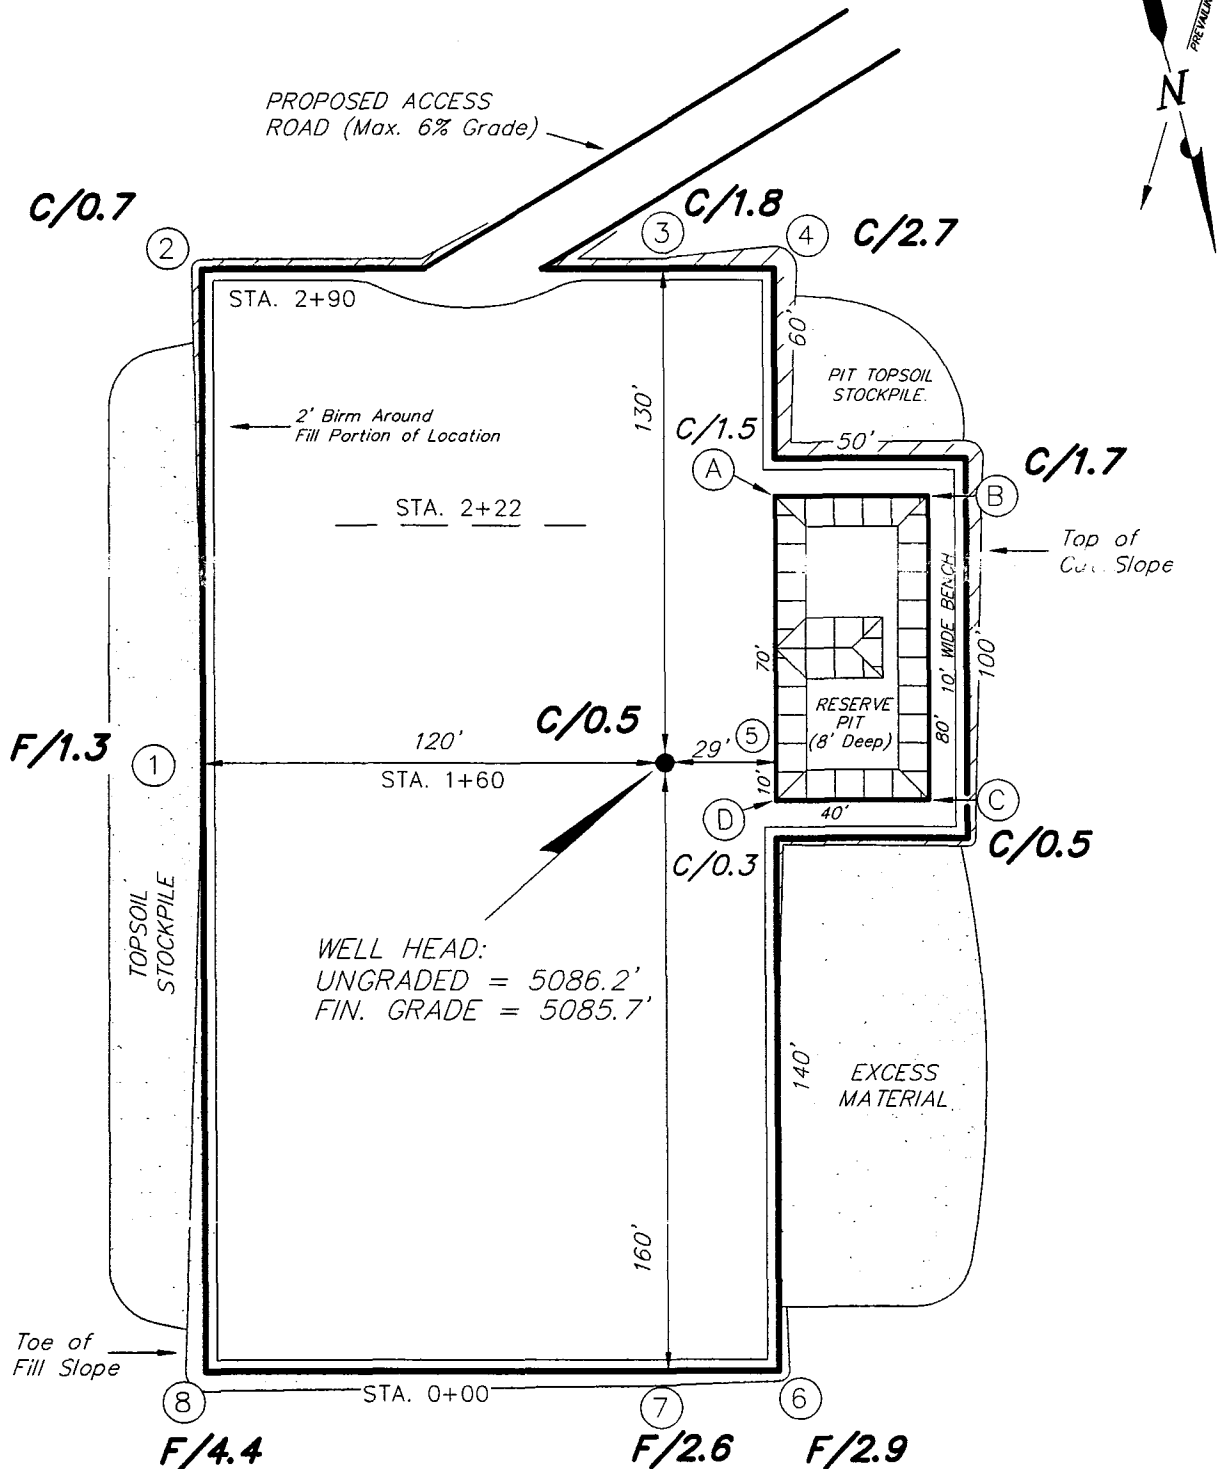 N
PROPOSED ACCESS
ROAD (Max. 6% Grade)
C/0.7
2
3
C/1.8
4
C/2.7
STA. 2+90
60'
PIT TOPSOIL
STOCKPILE.
130'
2' Birm Around
Fill Portion of Location
C/1.5
50'
C/1.7
A
B
STA. 2+22
Top of
Slope
10' WIDE BENCH
100'
70'
RESERVE
PIT
(8' Deep)
80'
C/0.5
F/1.3
1
120'
29'
5
STA. 1+60
10'
40'
D
C
C/0.3
C/0.5
TOPSOIL
STOCKPILE
WELL HEAD:
UNGRADED = 5086.2'
FIN. GRADE = 5085.7'
140'
EXCESS
MATERIAL
160'
Toe of
Fill Slope
STA. 0+00
8
7
6
F/4.4
F/2.6
F/2.9